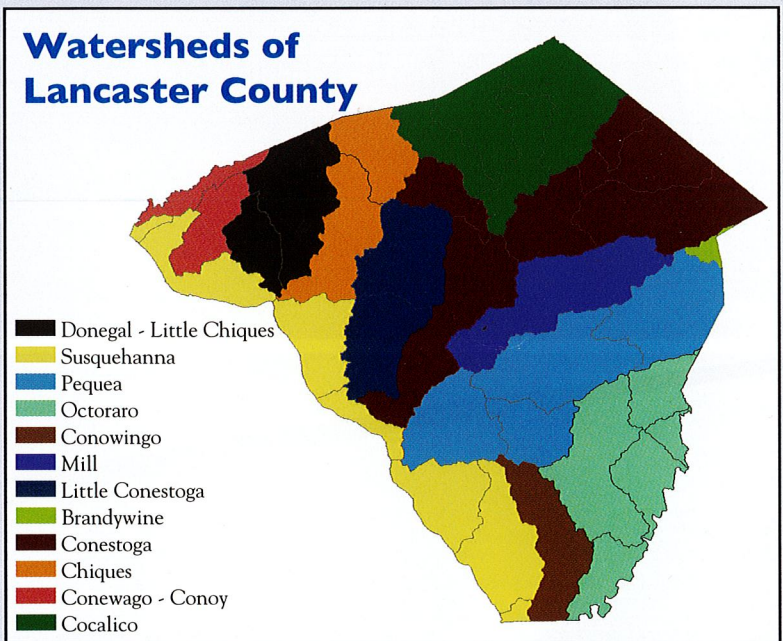 Watersheds of
Lancaster County
Donegal - Little Chiques
Susquehanna
Pequea
Octoraro
Conowingo
Mill
Little Conestoga
Brandywine
Conestoga
Chiques
Conewago - Conoy
Cocalico